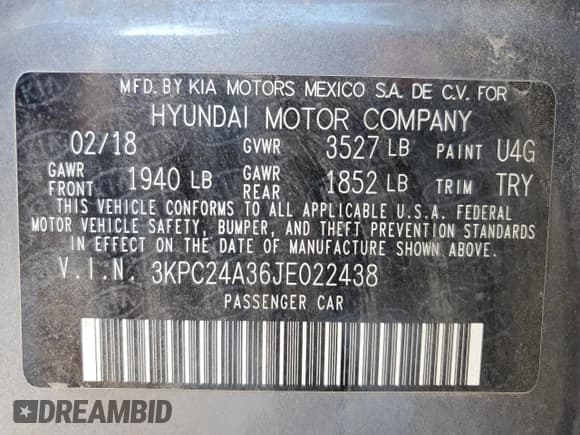 MFD. BY KIA MOTORS MEXICO S.A. DE C.V. FOR
HYUNDAI MOTOR COMPANY
02/18 GVWR 3527 LB PAINT U4G
GAWR FRONT 1940 LB GAWR REAR 1852 LB TRIM TRY
THIS VEHICLE CONFORMS TO ALL APPLICABLE U.S.A. FEDERAL
MOTOR VEHICLE SAFETY, BUMPER, AND THEFT PREVENTION STANDARDS
IN EFFECT ON THE DATE OF MANUFACTURE SHOWN ABOVE.
V.I.N. 3KPC24A36JE022438
PASSENGER CAR
DREAMBID